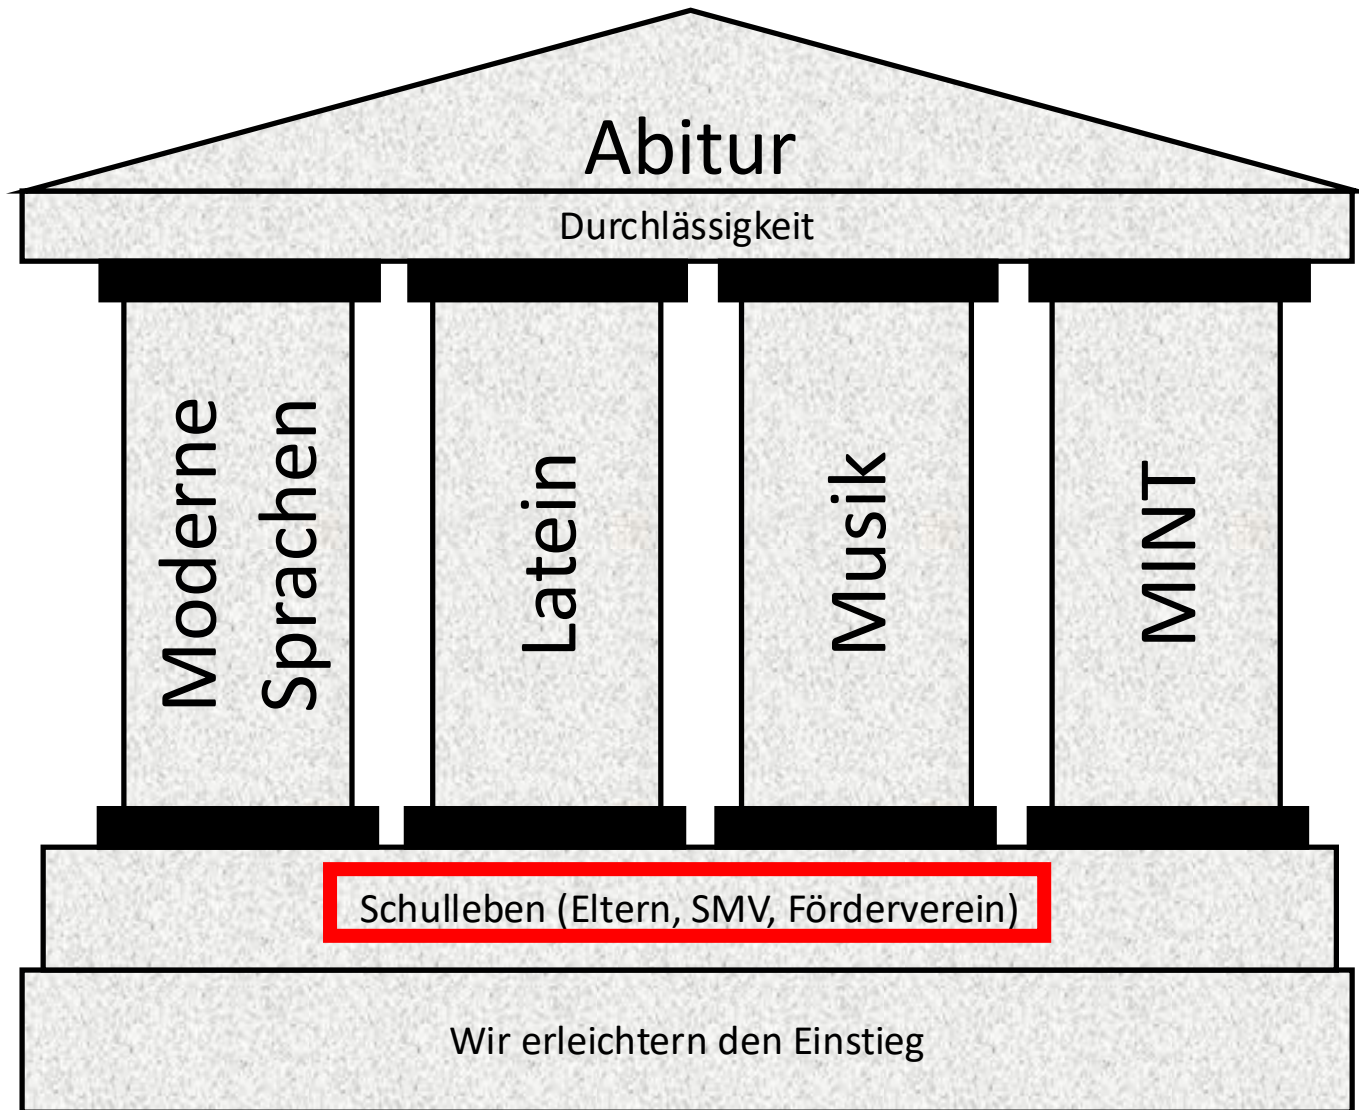 Abitur
Durchlässigkeit
Moderne
Sprachen
Latein
Musik
MINT
Schulleben (Eltern, SMV, Förderverein)
Wir erleichtern den Einstieg